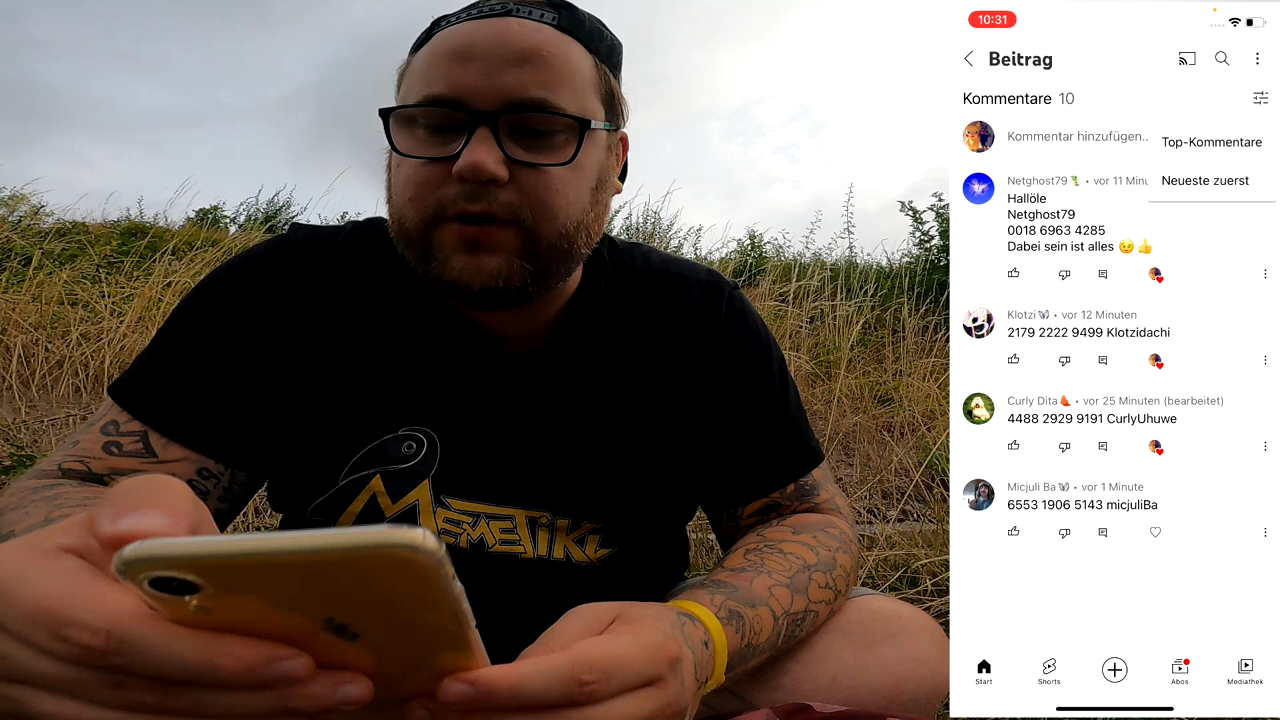 MEMETIKK
10:31
Beitrag
Kommentare 10
Kommentar hinzufügen..
Top-Kommentare
Neueste zuerst
Netghost79 • vor 11 Minu
Hallöle
Netghost79
0018 6963 4285
Dabei sein ist alles 😉👍
Klotzi • vor 12 Minuten
2179 2222 9499 Klotzidachi
Curly Dita • vor 25 Minuten (bearbeitet)
4488 2929 9191 CurlyUhuwe
Micjuli Ba • vor 1 Minute
6553 1906 5143 micjuliBa
Start
Shorts
Abos
Mediathek